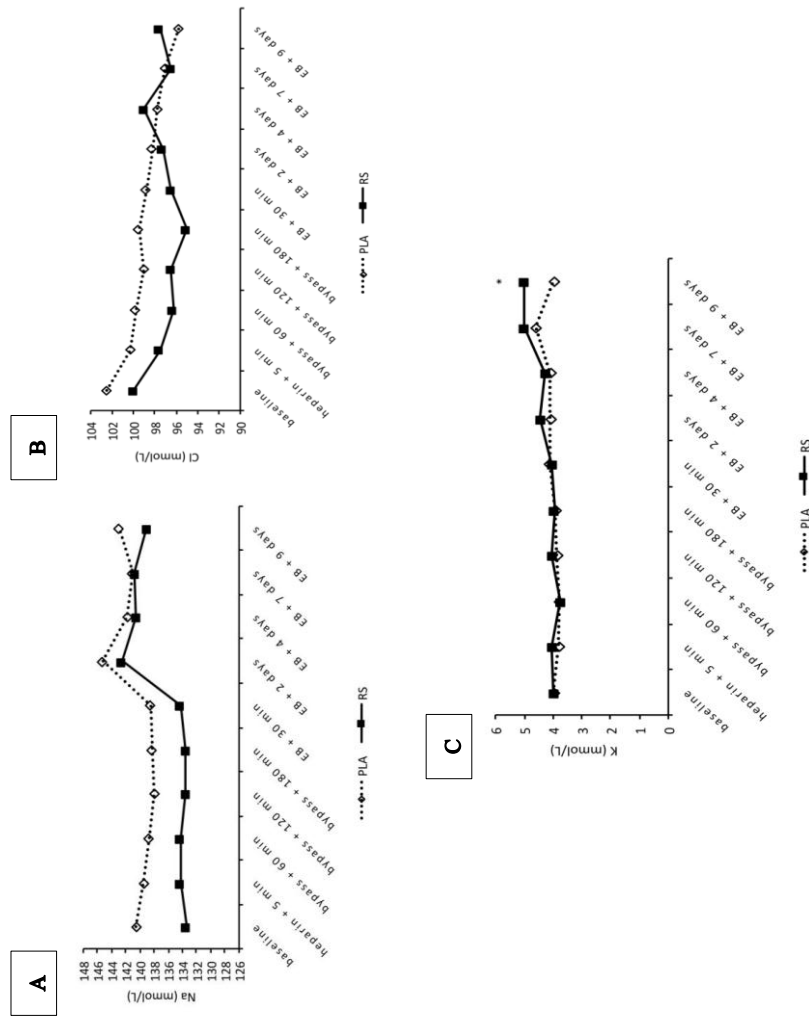 A
Na (mmol/L)
148
146
144
142
140
138
136
134
132
130
128
126
baseline
heparin + 5 min
bypass + 60 min
bypass + 120 min
bypass + 180 min
EB + 30 min
EB + 2 days
EB + 4 days
EB + 7 days
EB + 9 days
PLA
RS
B
Cl (mmol/L)
104
102
100
98
96
94
92
90
baseline
heparin + 5 min
bypass + 60 min
bypass + 120 min
bypass + 180 min
EB + 30 min
EB + 2 days
EB + 4 days
EB + 7 days
EB + 9 days
PLA
RS
C
K (mmol/L)
6
5
4
3
2
1
0
*
baseline
heparin + 5 min
bypass + 60 min
bypass + 120 min
bypass + 180 min
EB + 30 min
EB + 2 days
EB + 4 days
EB + 7 days
EB + 9 days
PLA
RS